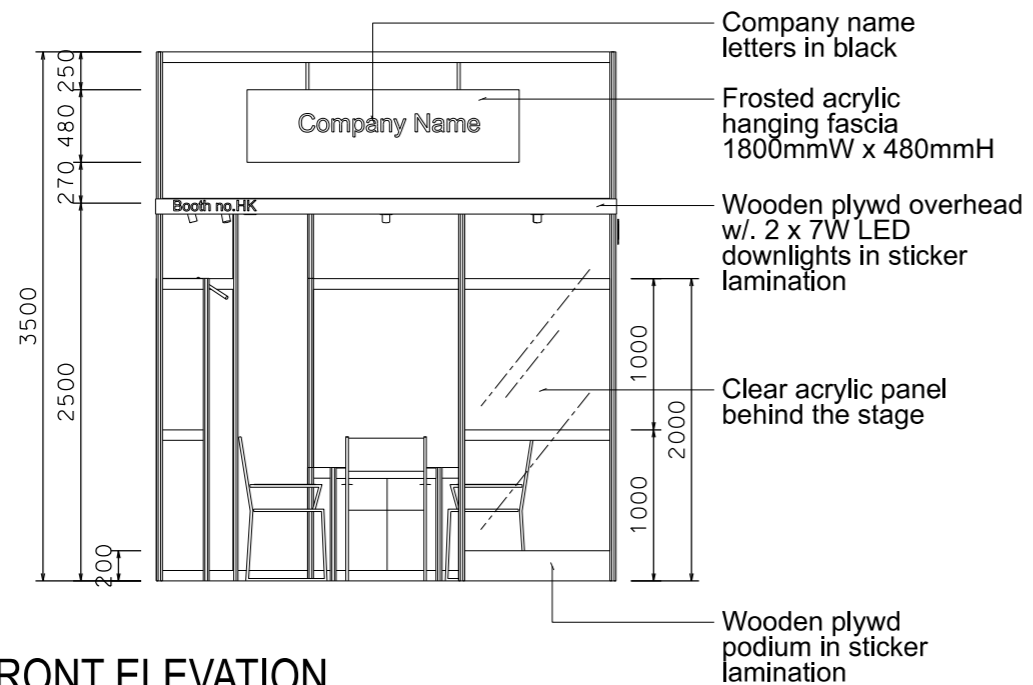 Company name
letters in black
Frosted acrylic
hanging fascia
1800mmW x 480mmH
Wooden plywd overhead
w/. 2 x 7W LED
downlights in sticker
lamination
Clear acrylic panel
behind the stage
Wooden plywd
podium in sticker
lamination
Company Name
Booth no.HK
250
480
270
3500
2500
200
1000
1000
2000
RONT ELEVATION